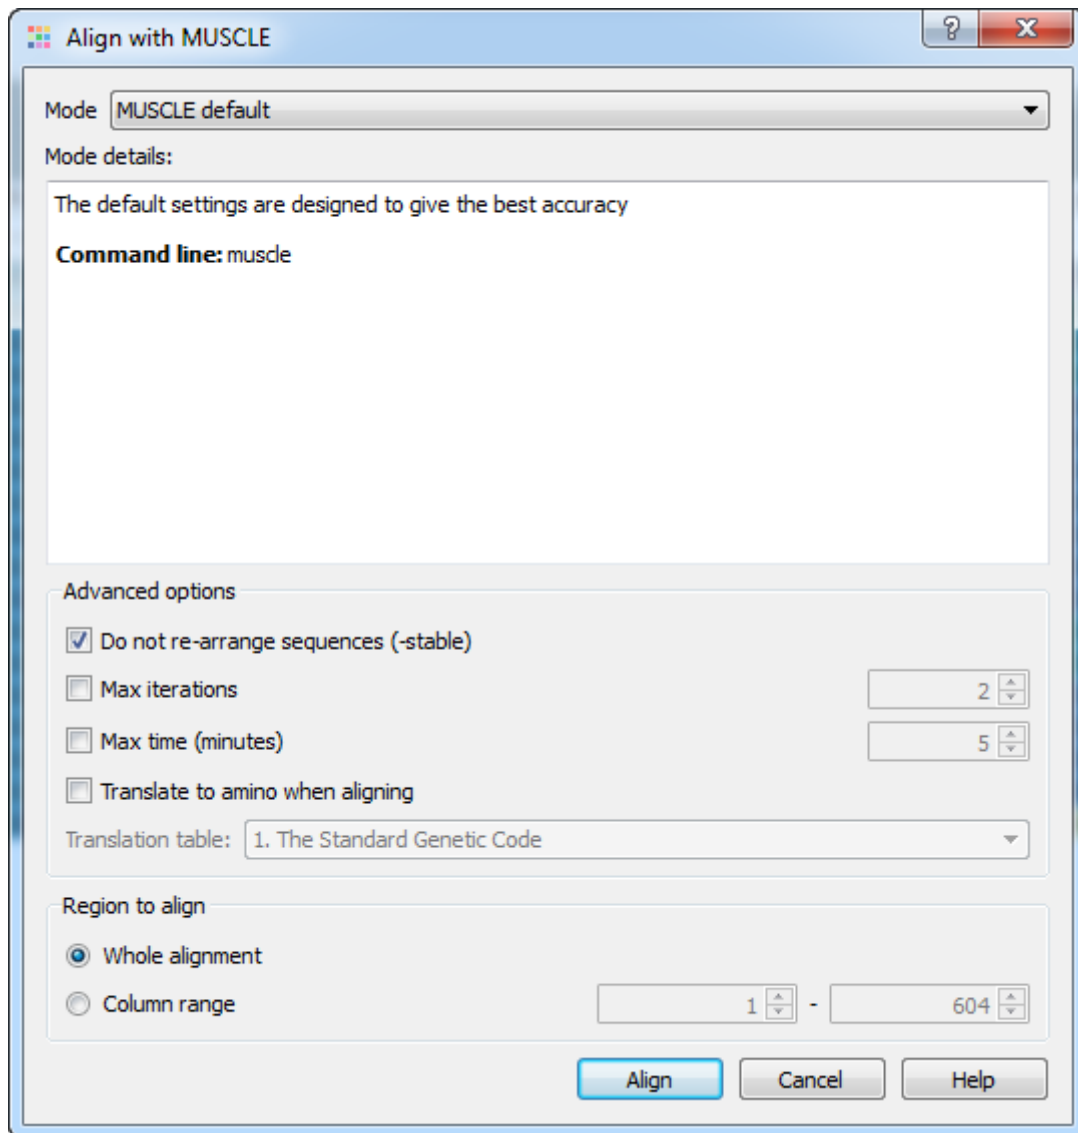 Align with MUSCLE
Mode MUSCLE default
Mode details:
The default settings are designed to give the best accuracy
Command line: muscle
Advanced options
Do not re-arrange sequences (-stable)
Max iterations 2
Max time (minutes) 5
Translate to amino when aligning
Translation table: 1. The Standard Genetic Code
Region to align
Whole alignment
Column range 1 - 604
Align Cancel Help